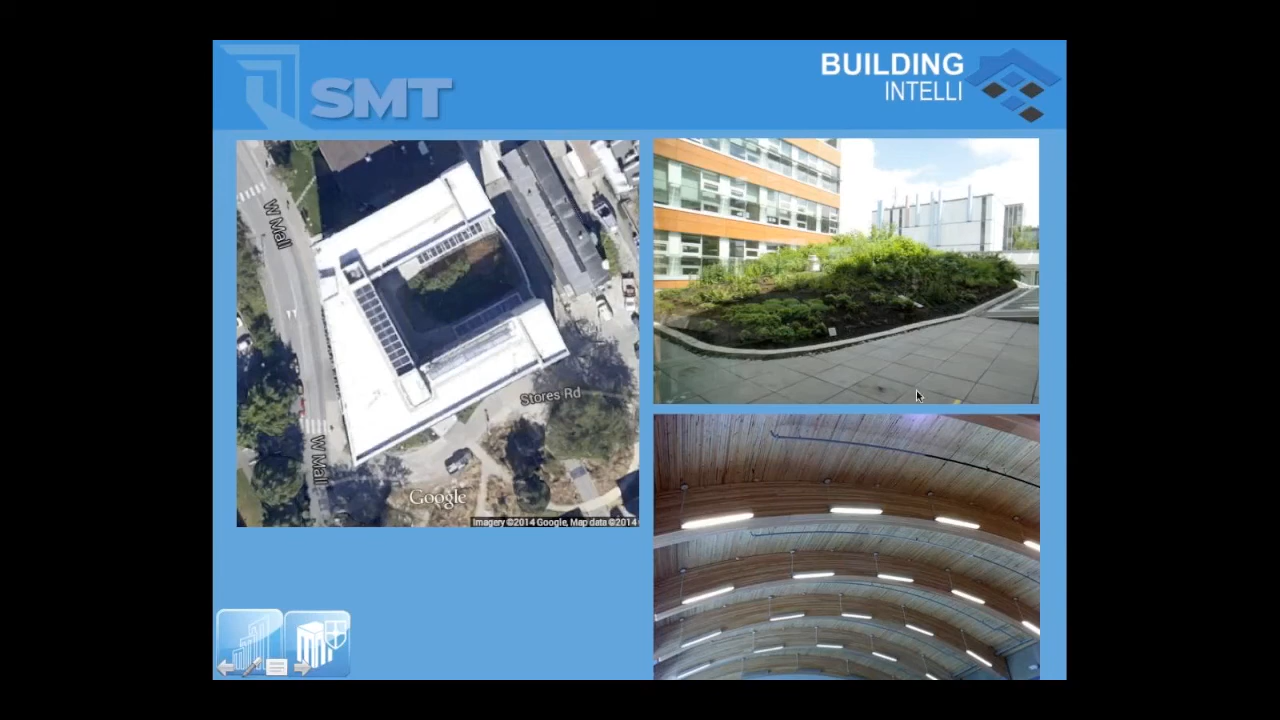 SMT
BUILDING
INTELLI
W Mall
Stores Rd
W Mall
Google
Imagery ©2014 Google, Map data ©2014